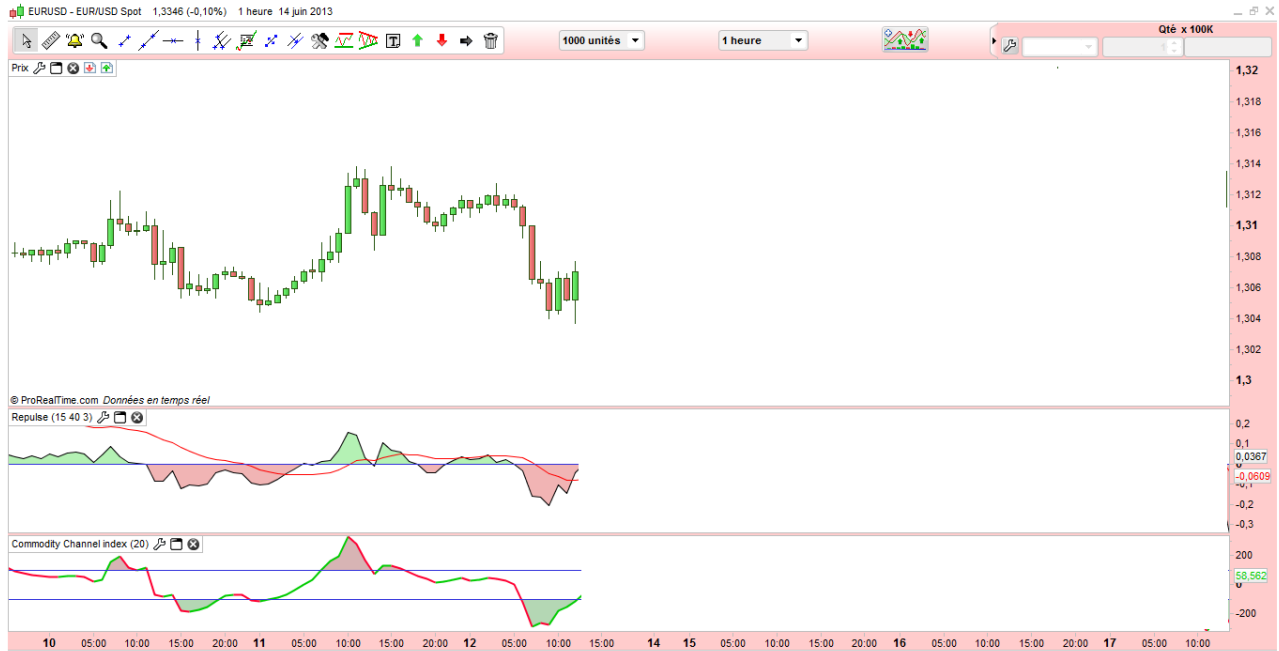 EURUSD - EUR/USD Spot 1,3346 (-0,10%) 1 heure 14 juin 2013
Qté x 100K
1000 unités
1 heure
Prix
1,32
1,318
1,316
1,314
1,312
1,31
1,308
1,306
1,304
1,302
1,3
© ProRealTime.com Données en temps réel
Repulse (15 40 3)
0,2
0,1
0,0367
0
-0,0609
-0,1
-0,2
-0,3
Commodity Channel index (20)
200
58,562
0
-200
10 05:00 10:00 15:00 20:00 11 05:00 10:00 15:00 20:00 12 05:00 10:00 15:00 14 15 05:00 10:00 15:00 20:00 16 05:00 10:00 15:00 20:00 17 05:00 10:00